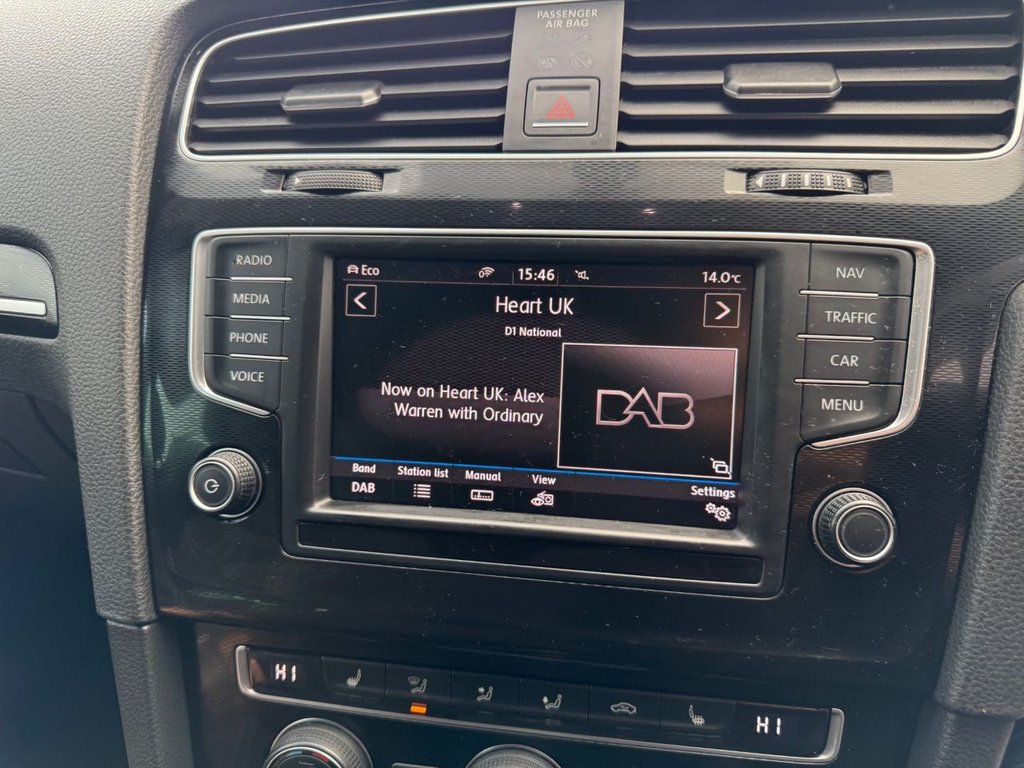 PASSENGER
AIR BAG
ON
RADIO
MEDIA
PHONE
VOICE
Eco
15:46
14.0°C
Heart UK
D1 National
Now on Heart UK: Alex
Warren with Ordinary
DAB
Band
Station list
Manual
View
Settings
DAB
NAV
TRAFFIC
CAR
MENU
HI
HI